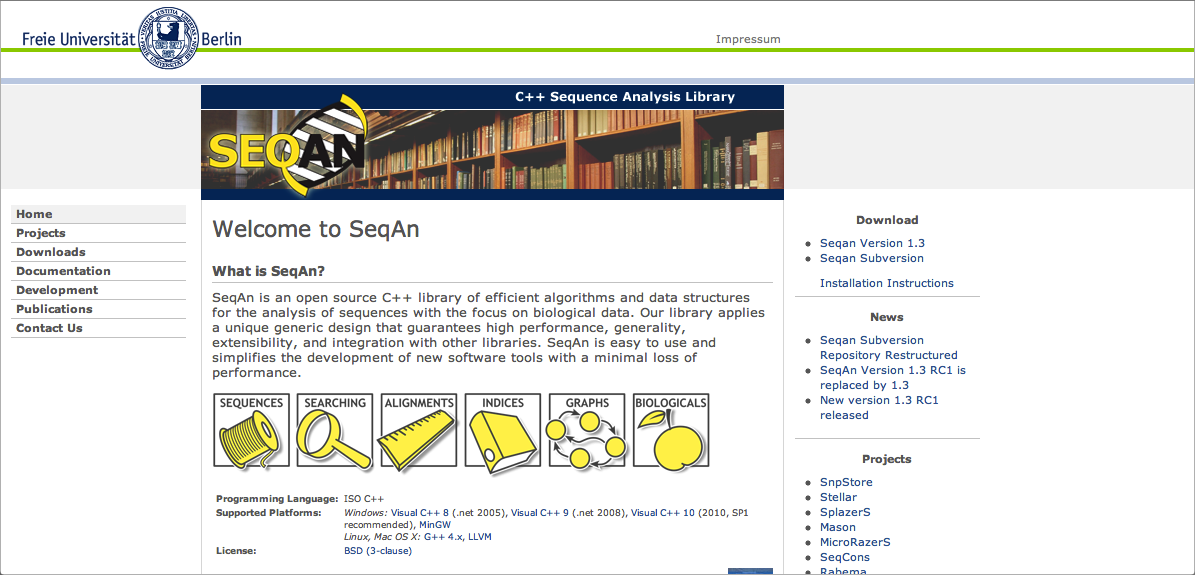 Freie Universität Berlin
Impressum
C++ Sequence Analysis Library
SEQAN
Home
Projects
Downloads
Documentation
Development
Publications
Contact Us
Welcome to SeqAn
What is SeqAn?
SeqAn is an open source C++ library of efficient algorithms and data structures
for the analysis of sequences with the focus on biological data. Our library applies
a unique generic design that guarantees high performance, generality,
extensibility, and integration with other libraries. SeqAn is easy to use and
simplifies the development of new software tools with a minimal loss of
performance.
SEQUENCES SEARCHING ALIGNMENTS INDICES GRAPHS BIOLOGICALS
Programming Language: ISO C++
Supported Platforms: Windows: Visual C++ 8 (.net 2005), Visual C++ 9 (.net 2008), Visual C++ 10 (2010, SP1
recommended), MinGW
Linux, Mac OS X: G++ 4.x, LLVM
License: BSD (3-clause)
Download
Seqan Version 1.3
Seqan Subversion
Installation Instructions
News
Seqan Subversion
Repository Restructured
SeqAn Version 1.3 RC1 is
replaced by 1.3
New version 1.3 RC1
released
Projects
SnpStore
Stellar
SplazerS
Mason
MicroRazerS
SeqCons
Rabema